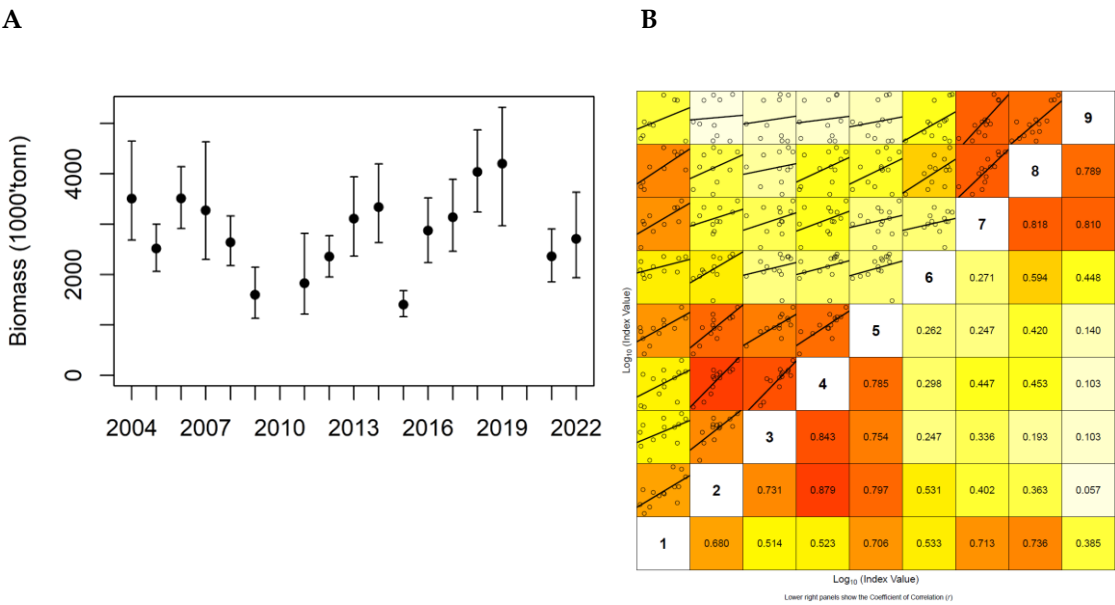 A
B
Biomass (1000'tonn)
0
2000
4000
2004 2007 2010 2013 2016 2019 2022
Log10 (Index Value)
9
8 0.789
7 0.818 0.810
6 0.271 0.594 0.448
5 0.262 0.247 0.420 0.140
4 0.785 0.298 0.447 0.453 0.103
3 0.843 0.754 0.247 0.336 0.193 0.103
2 0.731 0.879 0.797 0.531 0.402 0.363 0.057
1 0.680 0.514 0.523 0.706 0.533 0.713 0.736 0.385
Log10 (Index Value)
Lower right panels show the Coefficient of Correlation (r)